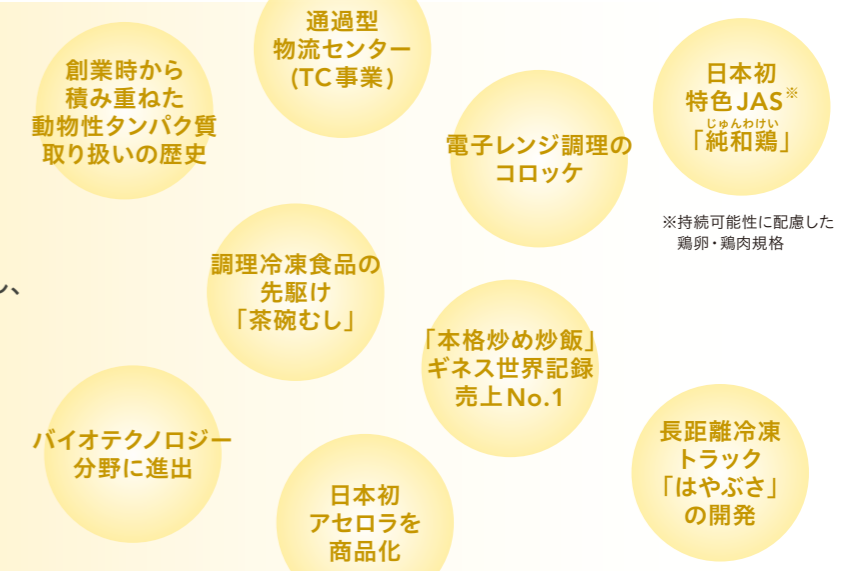 創業時から
積み重ねた
動物性タンパク質
取り扱いの歴史
通過型
物流センター
(TC事業)
電子レンジ調理の
コロッケ
日本初
特色JAS※
じゅんわけい
「純和鶏」
※持続可能性に配慮した
鶏卵・鶏肉規格
調理冷凍食品の
先駆け
「茶碗むし」
「本格炒め炒飯」
ギネス世界記録
売上No.1
バイオテクノロジー
分野に進出
日本初
アセロラを
商品化
長距離冷凍
トラック
「はやぶさ」
の開発